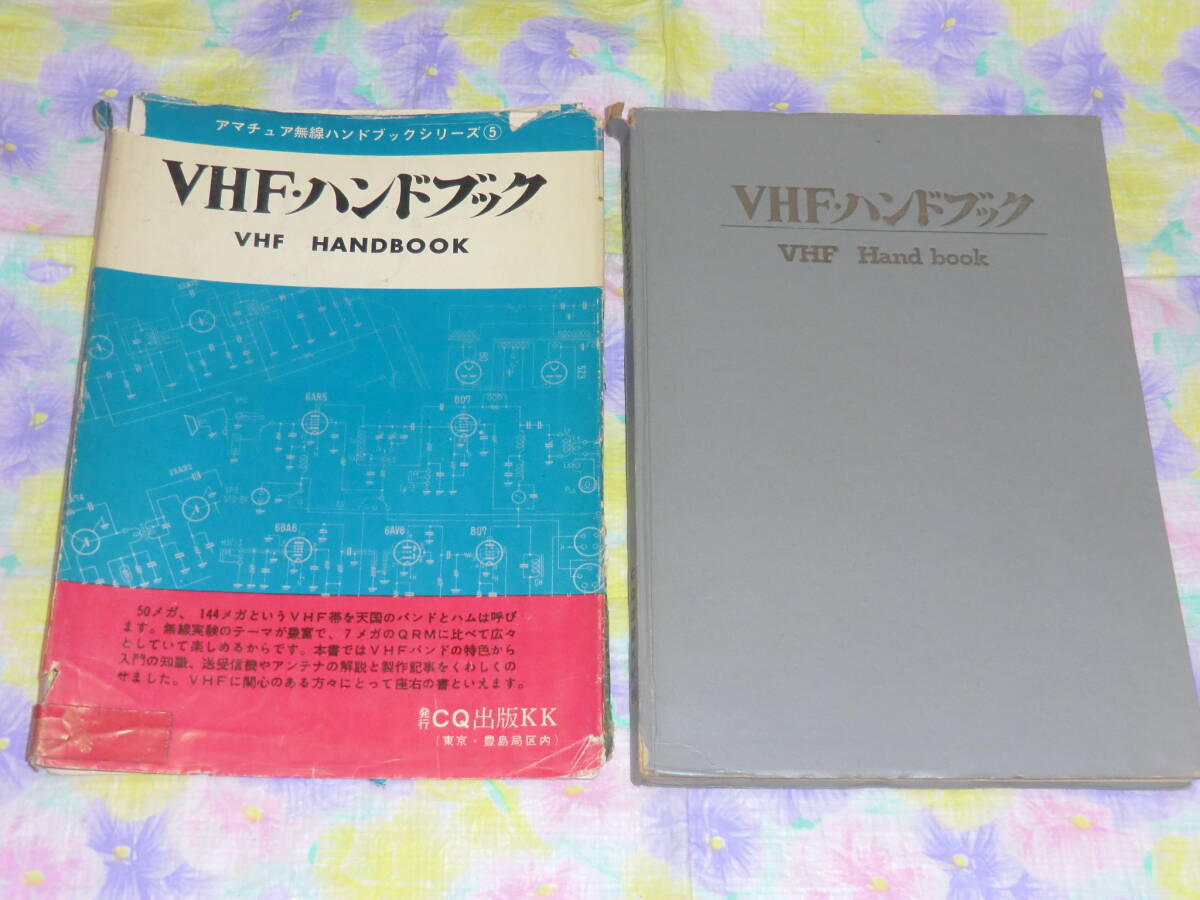 アマチュア無線ハンドブックシリーズ⑤
VHF・ハンドブック
VHF HANDBOOK
6AR5
807
5Z3
6BA6
6AV6
807
50メガ、144メガというVHF帯を天国のバンドとハムは呼び
ます。無線実験のテーマが豊富で、7メガのQRMに比べて広々
としていて楽しめるからです。本書ではVHFバンドの特色から
入門の知識、送受信機やアンテナの解説と製作記事をくわしくの
せました。VHFに関心のある方々にとって座右の書といえます。
発行 CQ出版KK
(東京・豊島局区内)
VHF・ハンドブック
VHF Hand book